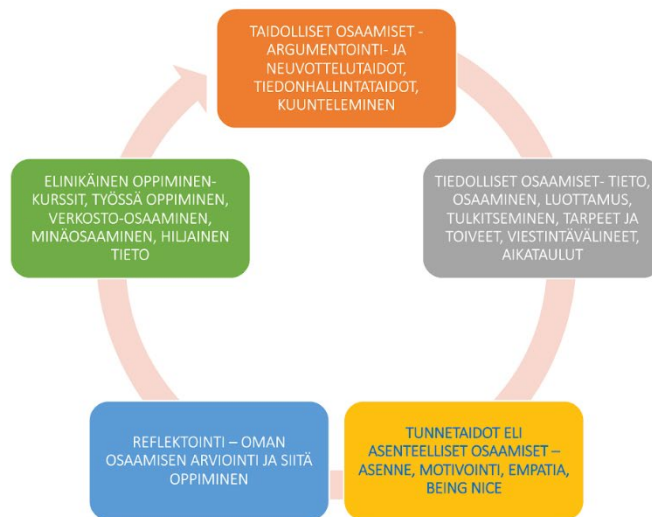 TAIDOLLISET OSAAMISET -
ARGUMENTOINTI- JA
NEUVOTTELUTAIDOT,
TIEDONHALLINTATAIDOT,
KUUNTELEMINEN
TIEDOLLISET OSAAMISET- TIETO,
OSAAMINEN, LUOTTAMUS,
TULKITSEMINEN, TARPEET JA
TOIVEET, VIESTINTÄVÄLINEET,
AIKATAULUT
TUNNETAIDOT ELI
ASENTEELLISET OSAAMISET –
ASENNE, MOTIVOINTI, EMPATIA,
BEING NICE
REFLEKTOINTI – OMAN
OSAAMISEN ARVIOINTI JA SIITÄ
OPPIMINEN
ELINIKÄINEN OPPIMINEN-
KURSSIT, TYÖSSÄ OPPIMINEN,
VERKOSTO-OSAAMINEN,
MINÄOSAAMINEN, HILJAINEN
TIETO